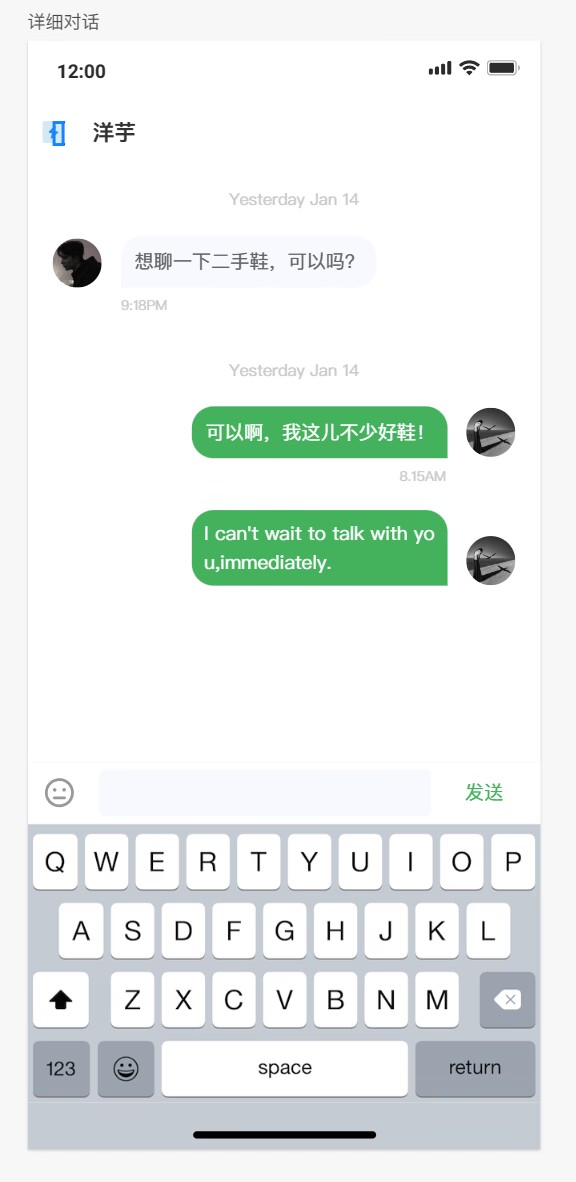 详细对话
12:00
洋芋
Yesterday Jan 14
想聊一下二手鞋，可以吗?
9:18PM
Yesterday Jan 14
可以啊，我这儿不少好鞋！
8.15AM
I can't wait to talk with yo
u,immediately.
发送
Q W E R T Y U I O P
A S D F G H J K L
Z X C V B N M
123 space return